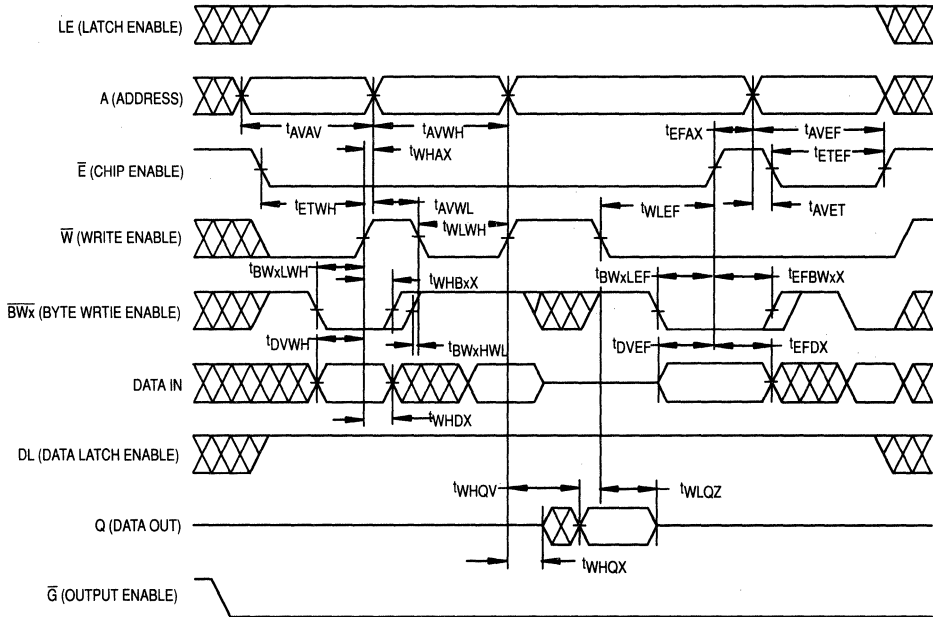 LE (LATCH ENABLE)
A (ADDRESS)
tAVAV
tAVWH
tEFAX
tAVEF
tWHAX
tETEF
E (CHIP ENABLE)
tETWH
tAVWL
tWLEF
tAVET
tWLWH
W (WRITE ENABLE)
tBWxLWH
tWHBxX
tBWxLEF
tEFBWxX
BWx (BYTE WRTIE ENABLE)
tDVWH
tBWxHWL
tDVEF
tEFDX
DATA IN
tWHDX
DL (DATA LATCH ENABLE)
tWHQV
tWLQZ
Q (DATA OUT)
tWHQX
G (OUTPUT ENABLE)